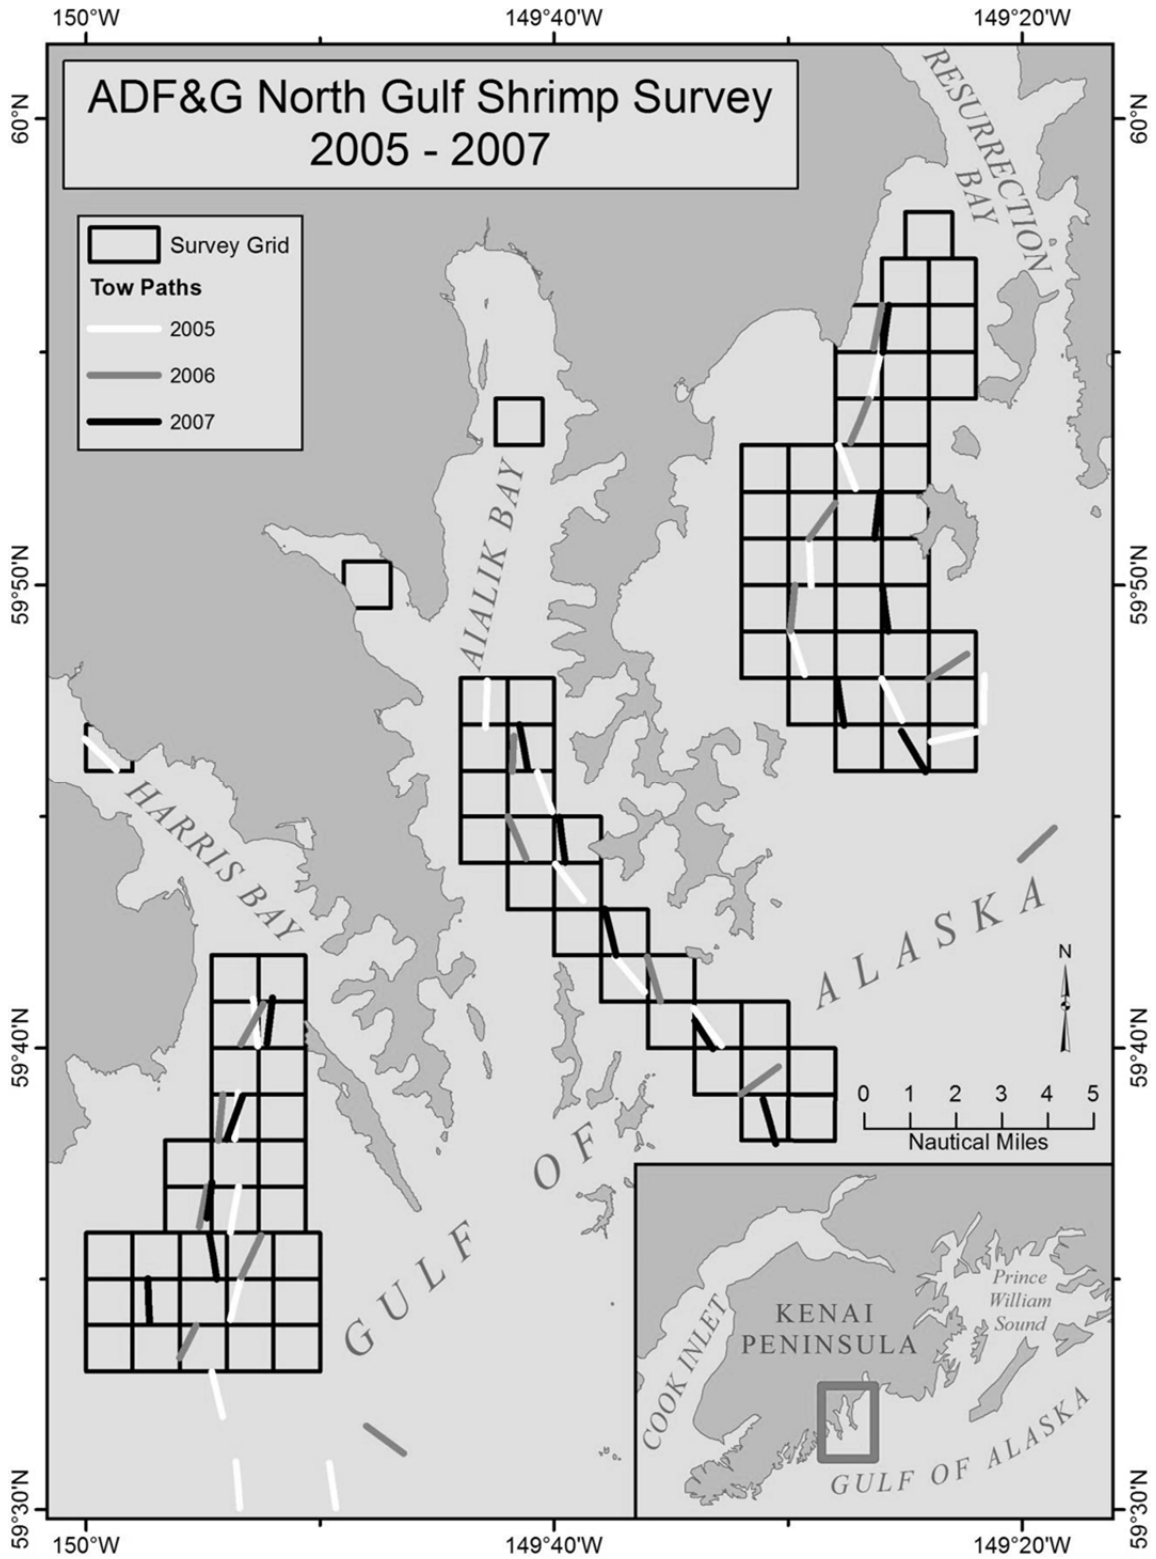 150°W 149°40'W 149°20'W
ADF&G North Gulf Shrimp Survey
2005 - 2007
60°N
60°N
RESURRECTION
BAY
Survey Grid
Tow Paths
2005
2006
2007
AIALIK BAY
59°50'N
59°50'N
HARRIS BAY
GULF OF ALASKA
N
59°40'N
59°40'N
0 1 2 3 4 5
Nautical Miles
COOK INLET
KENAI
PENINSULA
Prince
William
Sound
GULF OF ALASKA
59°30'N
59°30'N
150°W 149°40'W 149°20'W